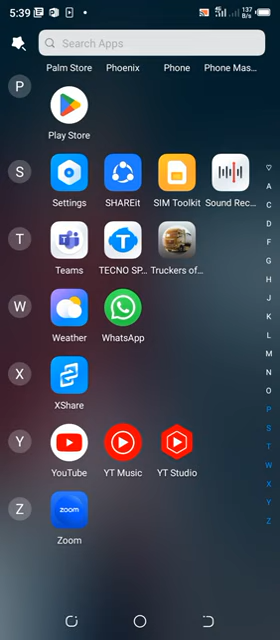 5:39
137
B/s
Search Apps
Palm Store Phoenix Phone Phone Mas...
P
Play Store
S
Settings SHAREit SIM Toolkit Sound Rec...
T
Teams TECNO SP... Truckers of...
W
Weather WhatsApp
X
XShare
Y
YouTube YT Music YT Studio
Z
zoom
Zoom
A
C
D
F
G
H
J
L
M
N
O
P
S
T
W
X
Y
Z